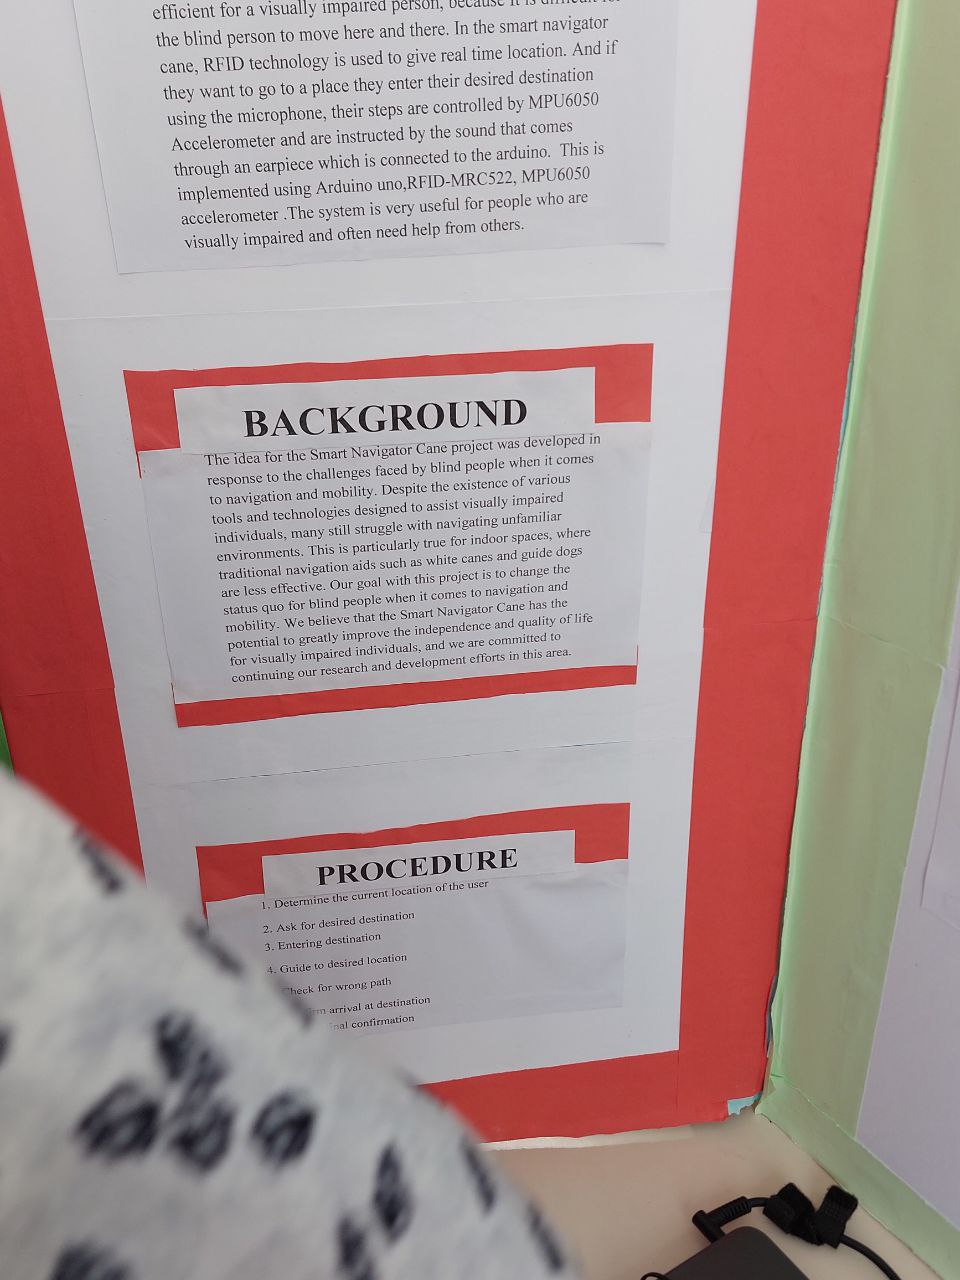 efficient for a visually impaired person, because it is difficult for
the blind person to move here and there. In the smart navigator
cane, RFID technology is used to give real time location. And if
they want to go to a place they enter their desired destination
using the microphone, their steps are controlled by MPU6050
Accelerometer and are instructed by the sound that comes
through an earpiece which is connected to the arduino. This is
implemented using Arduino uno,RFID-MRC522, MPU6050
accelerometer .The system is very useful for people who are
visually impaired and often need help from others.
BACKGROUND
The idea for the Smart Navigator Cane project was developed in
response to the challenges faced by blind people when it comes
to navigation and mobility. Despite the existence of various
tools and technologies designed to assist visually impaired
individuals, many still struggle with navigating unfamiliar
environments. This is particularly true for indoor spaces, where
traditional navigation aids such as white canes and guide dogs
are less effective. Our goal with this project is to change the
status quo for blind people when it comes to navigation and
mobility. We believe that the Smart Navigator Cane has the
potential to greatly improve the independence and quality of life
for visually impaired individuals, and we are committed to
continuing our research and development efforts in this area.
PROCEDURE
1. Determine the current location of the user
2. Ask for desired destination
3. Entering destination
4. Guide to desired location
Check for wrong path
arrival at destination
confirmation